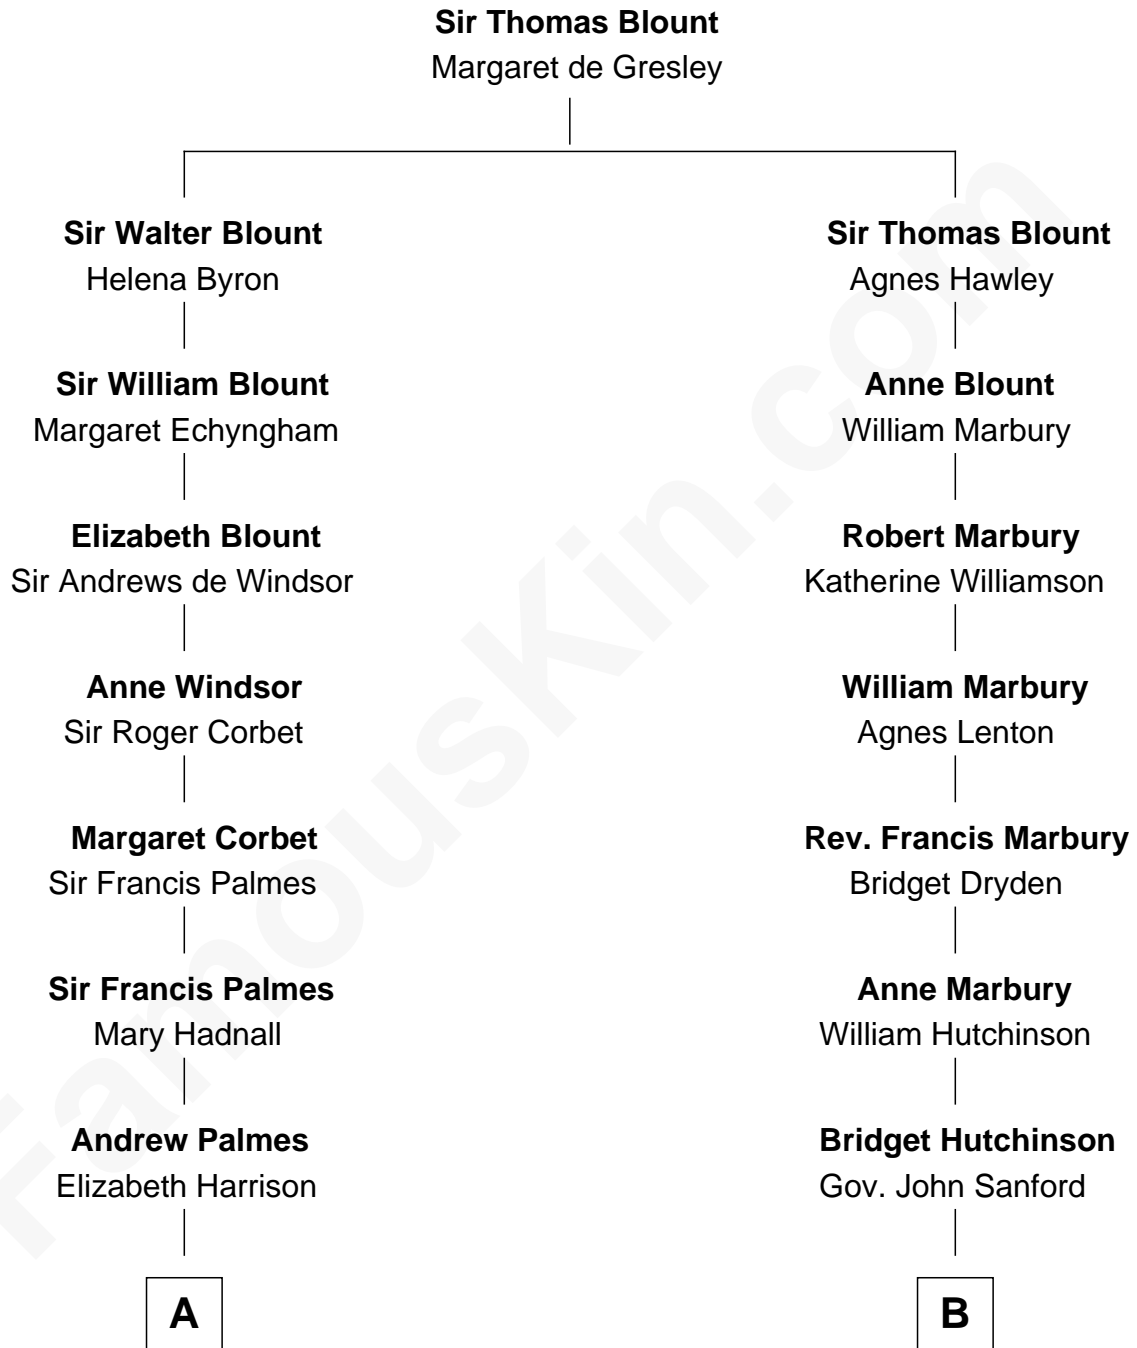 Sir Thomas Blount
Margaret de Gresley
Sir Walter Blount
Helena Byron
Sir William Blount
Margaret Echyngham
Elizabeth Blount
Sir Andrews de Windsor
Anne Windsor
Sir Roger Corbet
Margaret Corbet
Sir Francis Palmes
Sir Francis Palmes
Mary Hadnall
Andrew Palmes
Elizabeth Harrison
A
Sir Thomas Blount
Agnes Hawley
Anne Blount
William Marbury
Robert Marbury
Katherine Williamson
William Marbury
Agnes Lenton
Rev. Francis Marbury
Bridget Dryden
Anne Marbury
William Hutchinson
Bridget Hutchinson
Gov. John Sanford
B
FamousKin.com